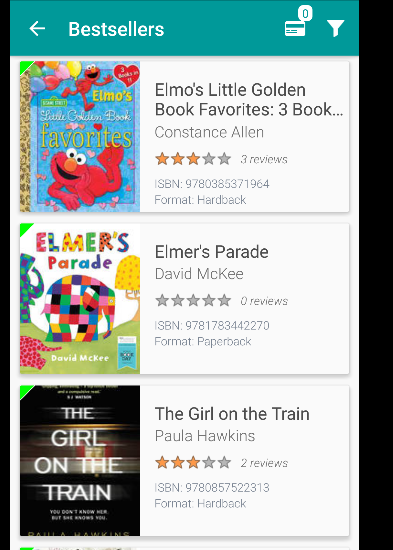 Bestsellers
0
3
Books in
1!
SESAME STREET
Elmo's
Little Golden Book
favorites
Elmo's Little Golden
Book Favorites: 3 Book...
Constance Allen
3 reviews
ISBN: 9780385371964
Format: Hardback
ELMER'S
Parade
David McKee
Elmer's Parade
David McKee
0 reviews
ISBN: 9781783442270
Format: Paperback
S J WATSON
THE
GIRL
ON THE
TRAIN
YOU DON'T KNOW HER.
BUT SHE KNOWS YOU.
PAULA HAWKINS
The Girl on the Train
Paula Hawkins
2 reviews
ISBN: 9780857522313
Format: Hardback